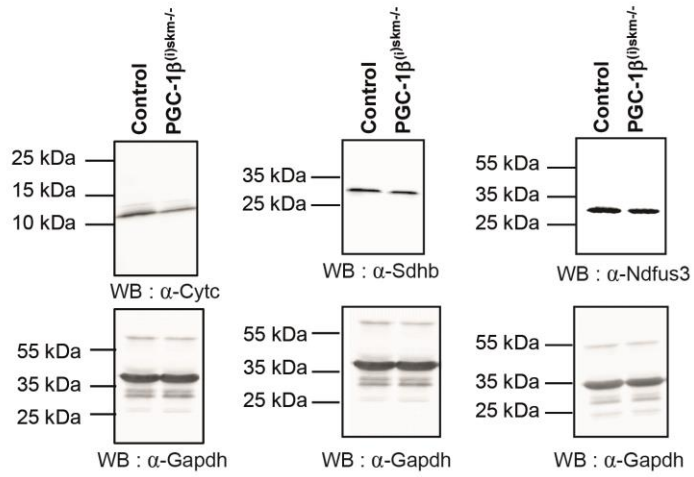 Control
PGC-1β(i)skm-/-
25 kDa
15 kDa
10 kDa
WB : α-Cytc
Control
PGC-1β(i)skm-/-
35 kDa
25 kDa
WB : α-Sdhb
Control
PGC-1β(i)skm-/-
55 kDa
35 kDa
25 kDa
WB : α-Ndfus3
55 kDa
35 kDa
25 kDa
WB : α-Gapdh
55 kDa
35 kDa
25 kDa
WB : α-Gapdh
55 kDa
35 kDa
25 kDa
WB : α-Gapdh